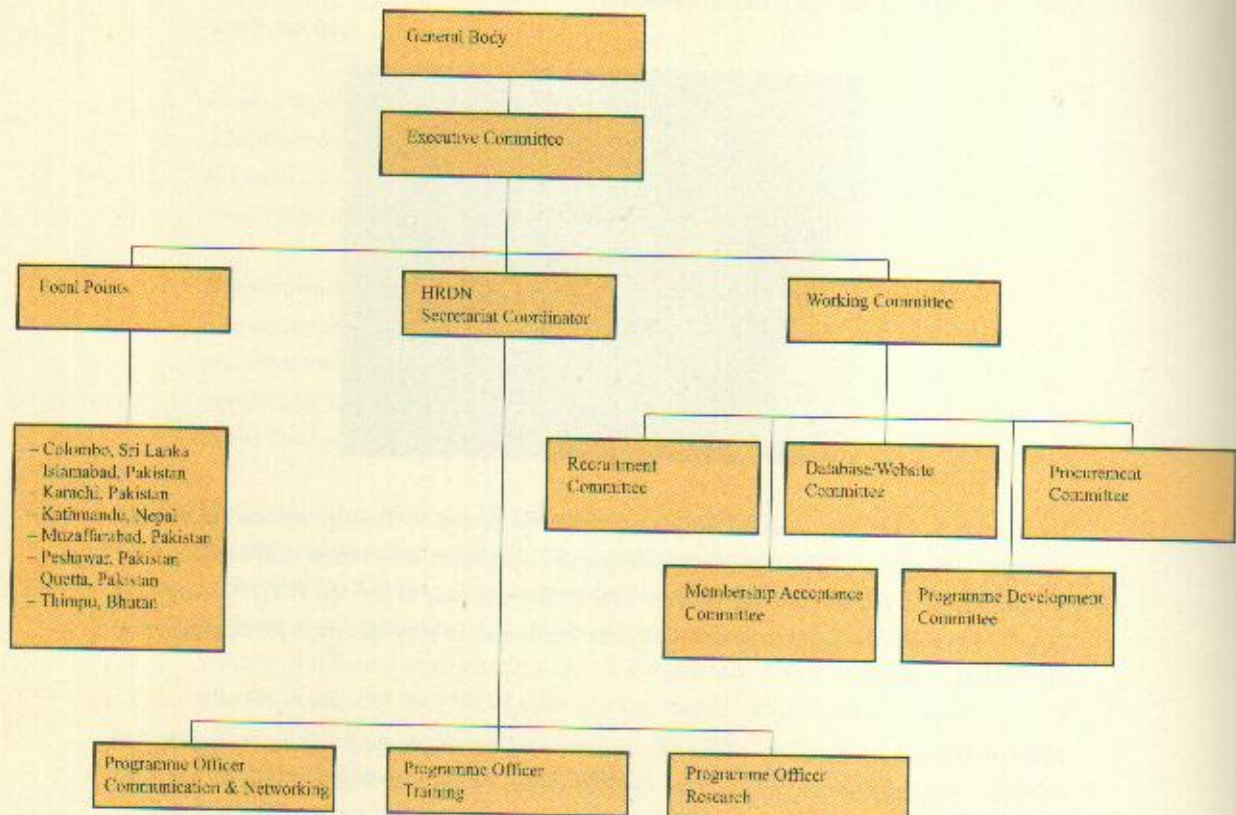 General Body
Executive Committee
Focal Points
HRDN
Secretariat Coordinator
Working Committee
– Colombo, Sri Lanka
Islamabad, Pakistan
– Karachi, Pakistan
– Kathmandu, Nepal
– Muzaffarabad, Pakistan
– Peshawar, Pakistan
Quetta, Pakistan
– Thimpu, Bhutan
Recruitment
Committee
Database/Website
Committee
Procurement
Committee
Membership Acceptance
Committee
Programme Development
Committee
Programme Officer
Communication & Networking
Programme Officer
Training
Programme Officer
Research